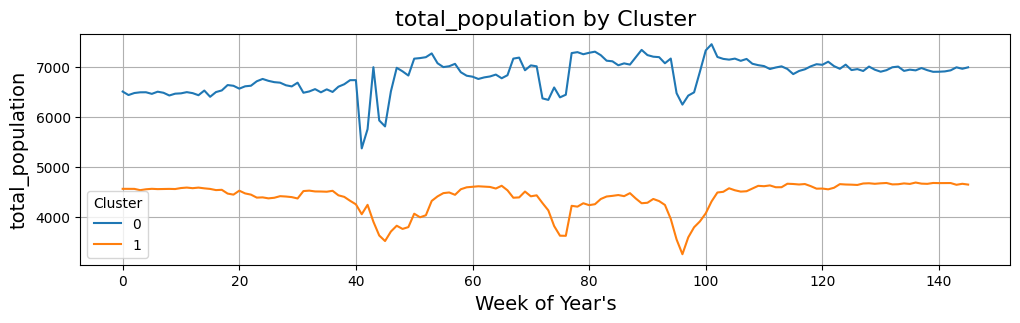 total_population by Cluster
total_population
7000
6000
5000
4000
Cluster
0
1
0 20 40 60 80 100 120 140
Week of Year's